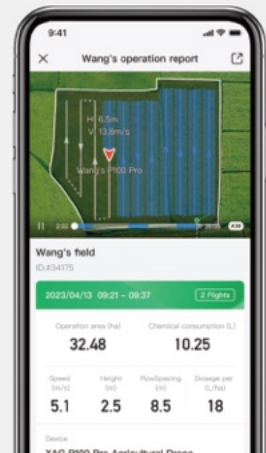 9:41
Wang's operation report
H: 6.5m
V: 13.8m/s
Wang's P100 Pro
2:02
Wang's field
ID:#34175
2023/04/13 09:21 - 09:37
2 Flights
Operation area (ha)
Chemical consumption (L)
32.48
10.25
Speed (m/s)
Height (m)
RowSpacing (m)
Dosage per (L/ha)
5.1
2.5
8.5
18
Device
XAG P100 Pro Agricultural Drone